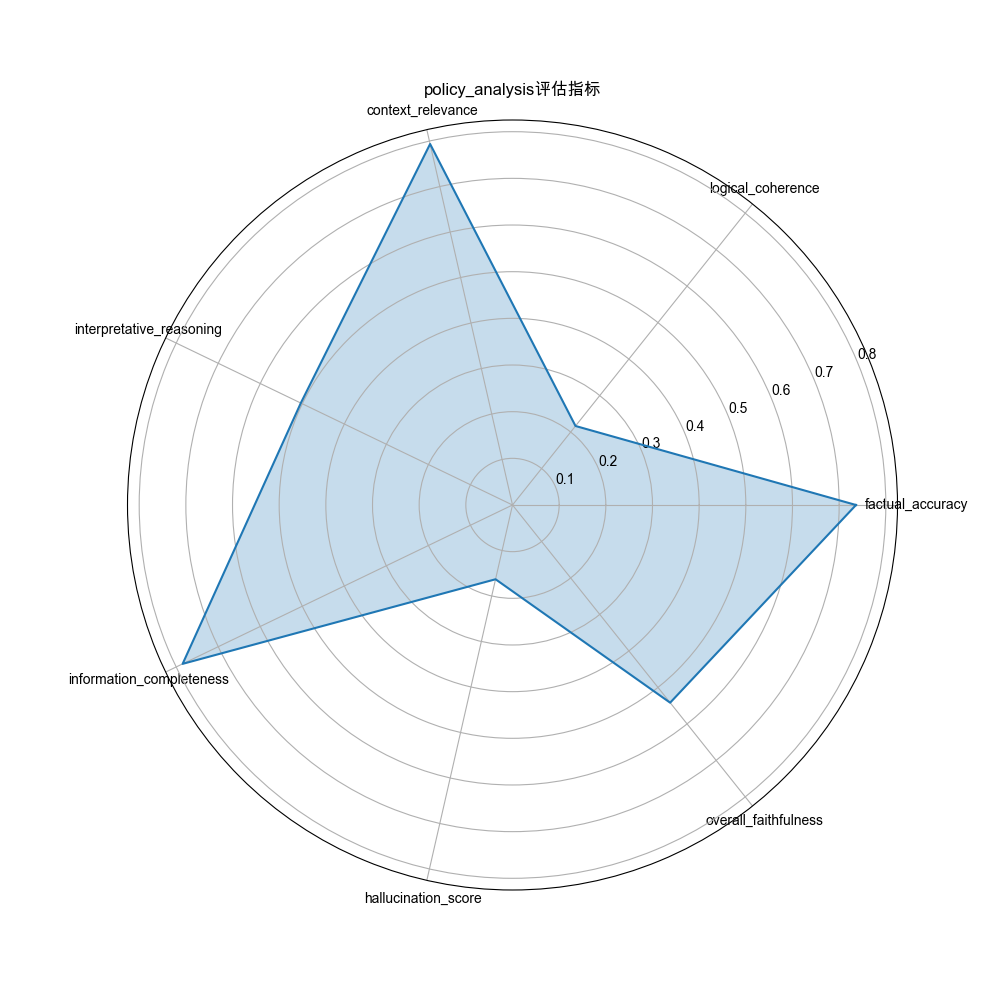 policy_analysis评估指标
context_relevance
logical_coherence
interpretative_reasoning
0.8
0.7
0.6
0.5
0.4
0.3
0.2
0.1
factual_accuracy
information_completeness
overall_faithfulness
hallucination_score